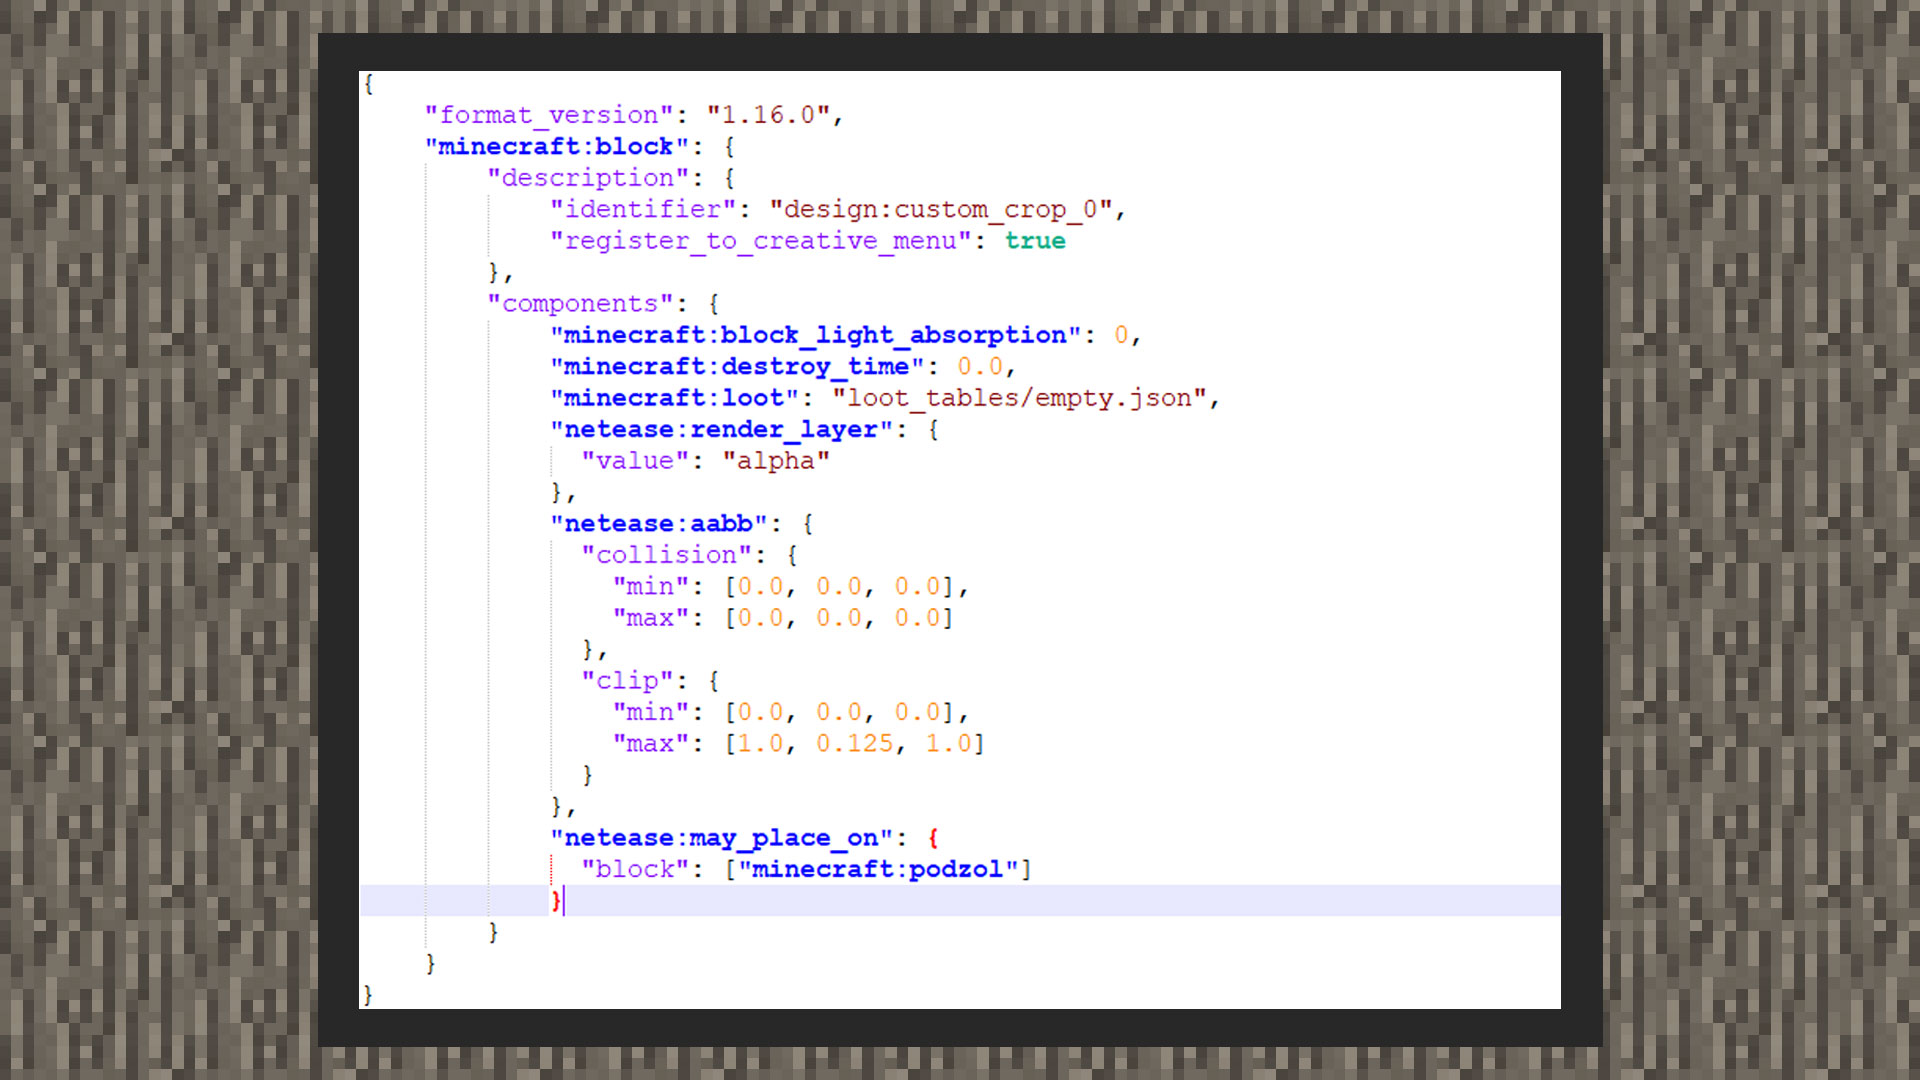 {
    "format_version": "1.16.0",
    "minecraft:block": {
        "description": {
            "identifier": "design:custom_crop_0",
            "register_to_creative_menu": true
        },
        "components": {
            "minecraft:block_light_absorption": 0,
            "minecraft:destroy_time": 0.0,
            "minecraft:loot": "loot_tables/empty.json",
            "netease:render_layer": {
              "value": "alpha"
            },
            "netease:aabb": {
              "collision": {
                "min": [0.0, 0.0, 0.0],
                "max": [0.0, 0.0, 0.0]
              },
              "clip": {
                "min": [0.0, 0.0, 0.0],
                "max": [1.0, 0.125, 1.0]
              }
            },
            "netease:may_place_on": {
              "block": ["minecraft:podzol"]
            }
        }
    }
}